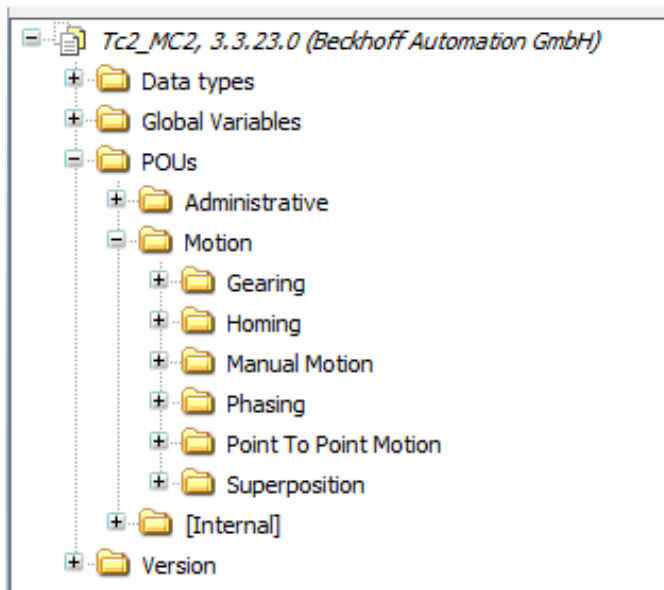 Tc2_MC2, 3.3.23.0 (Beckhoff Automation GmbH)
Data types
Global Variables
POUs
Administrative
Motion
Gearing
Homing
Manual Motion
Phasing
Point To Point Motion
Superposition
[Internal]
Version